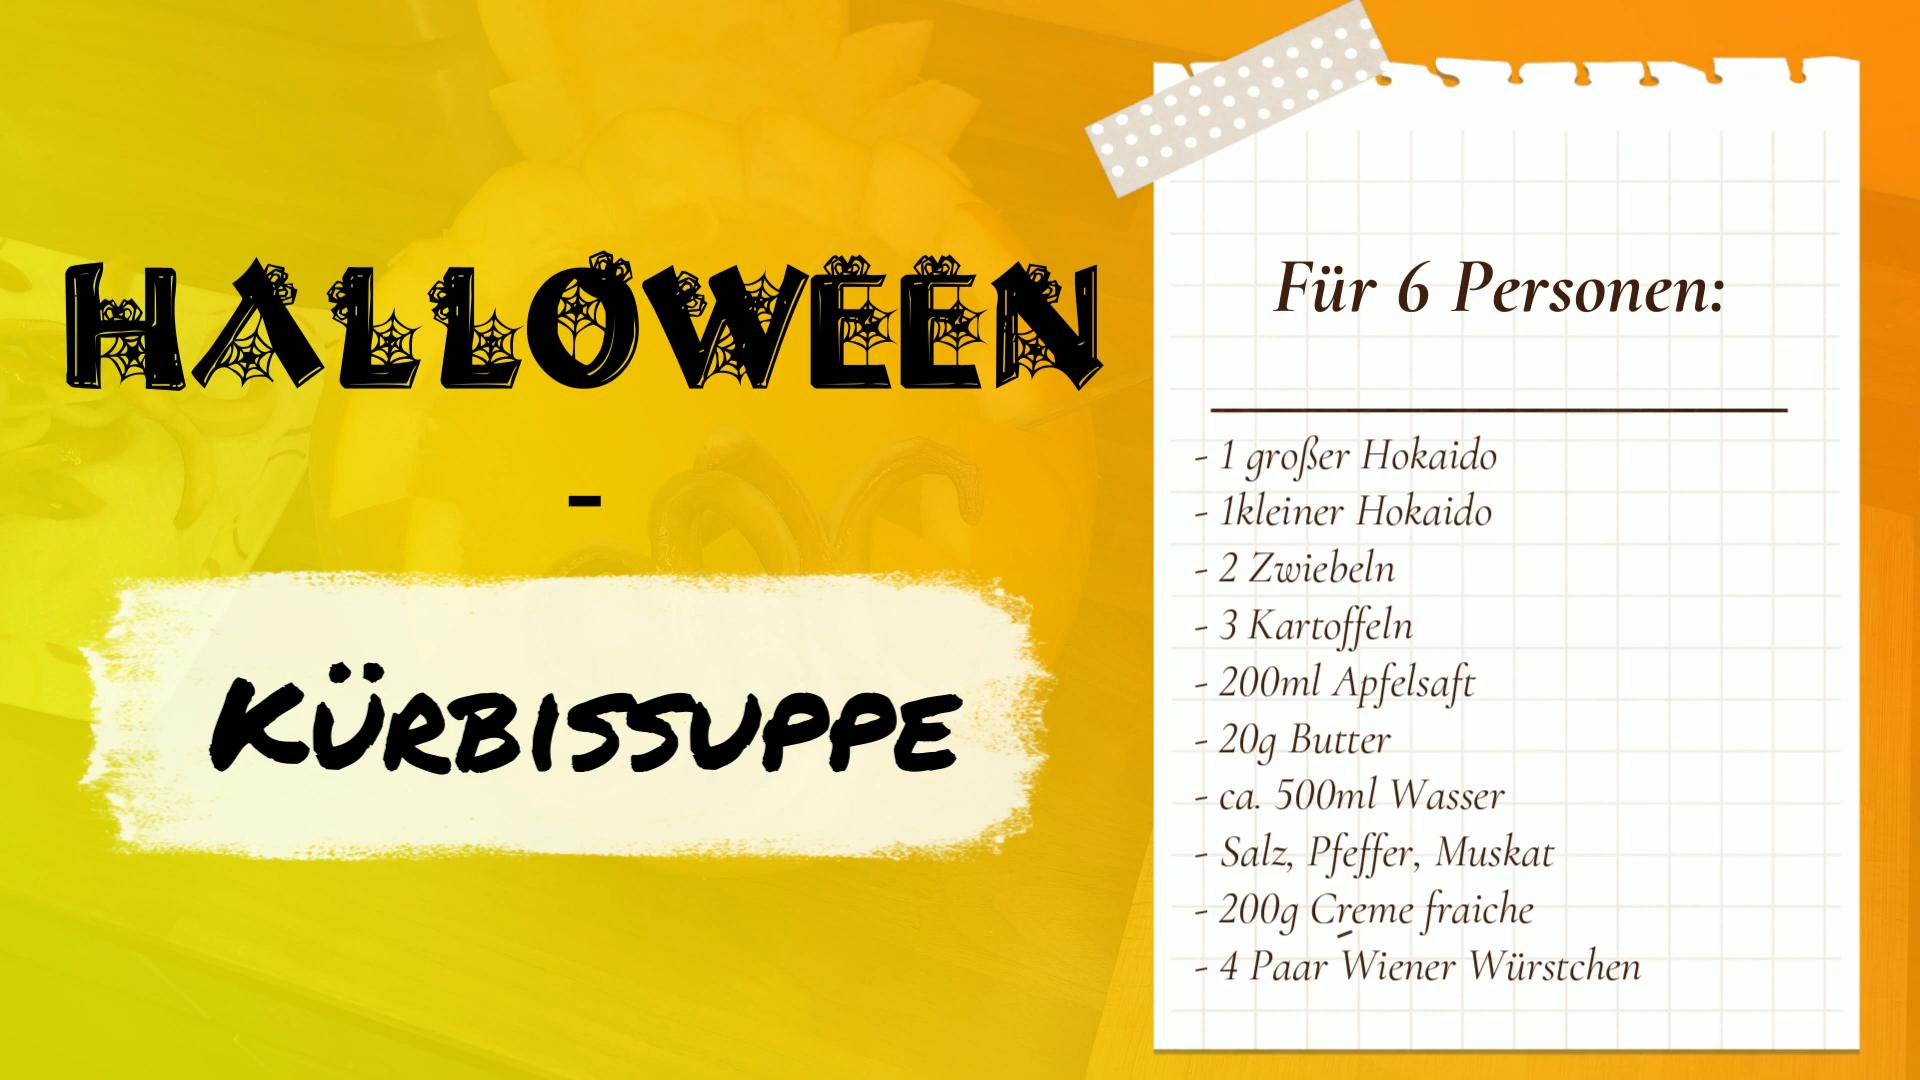 HALLOWEEN
-
KÜRBISSUPPE
Für 6 Personen:
- 1 großer Hokaido
- 1kleiner Hokaido
- 2 Zwiebeln
- 3 Kartoffeln
- 200ml Apfelsaft
- 20g Butter
- ca. 500ml Wasser
- Salz, Pfeffer, Muskat
- 200g Creme fraiche
- 4 Paar Wiener Würstchen